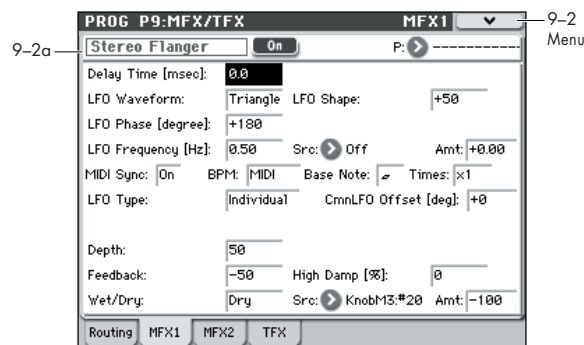 PROG P9:MFX/TFX MFX1
9–2
Menu
9–2a
Stereo Flanger On P: -----------
Delay Time [msec]: 0.0
LFO Waveform: Triangle LFO Shape: +50
LFO Phase [degree]: +180
LFO Frequency [Hz]: 0.50 Src: Off Amt: +0.00
MIDI Sync: On BPM: MIDI Base Note: Times: x1
LFO Type: Individual CmnLFO Offset [deg]: +0
Depth: 50
Feedback: -50 High Damp [%]: 0
Wet/Dry: Dry Src: KnobM3:#20 Amt: -100
Routing MFX1 MFX2 TFX